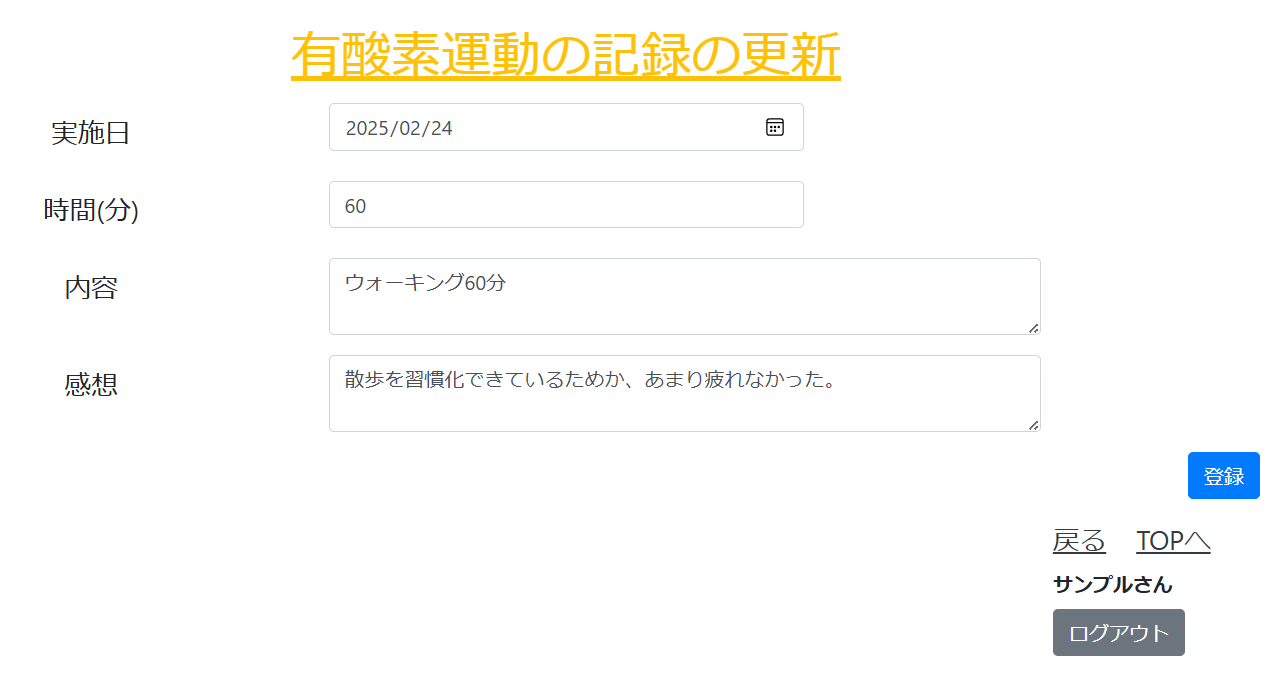 有酸素運動の記録の更新
実施日 2025/02/24
時間(分) 60
内容 ウォーキング60分
感想 散歩を習慣化できているためか、あまり疲れなかった。
登録
戻る TOPへ
サンプルさん
ログアウト